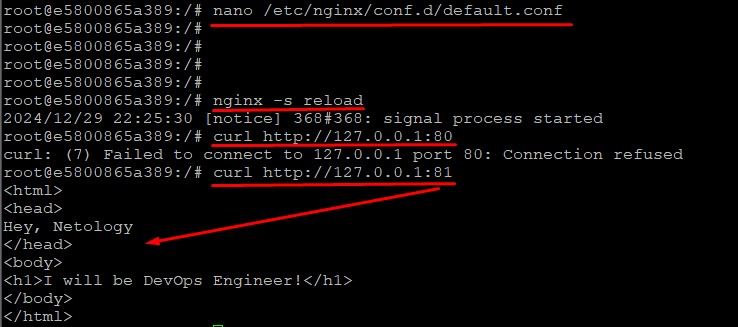 root@e5800865a389:/# nano /etc/nginx/conf.d/default.conf
root@e5800865a389:/#
root@e5800865a389:/#
root@e5800865a389:/#
root@e5800865a389:/#
root@e5800865a389:/# nginx -s reload
2024/12/29 22:25:30 [notice] 368#368: signal process started
root@e5800865a389:/# curl http://127.0.0.1:80
curl: (7) Failed to connect to 127.0.0.1 port 80: Connection refused
root@e5800865a389:/# curl http://127.0.0.1:81
<html>
<head>
Hey, Netology
</head>
<body>
<h1>I will be DevOps Engineer!</h1>
</body>
</html>